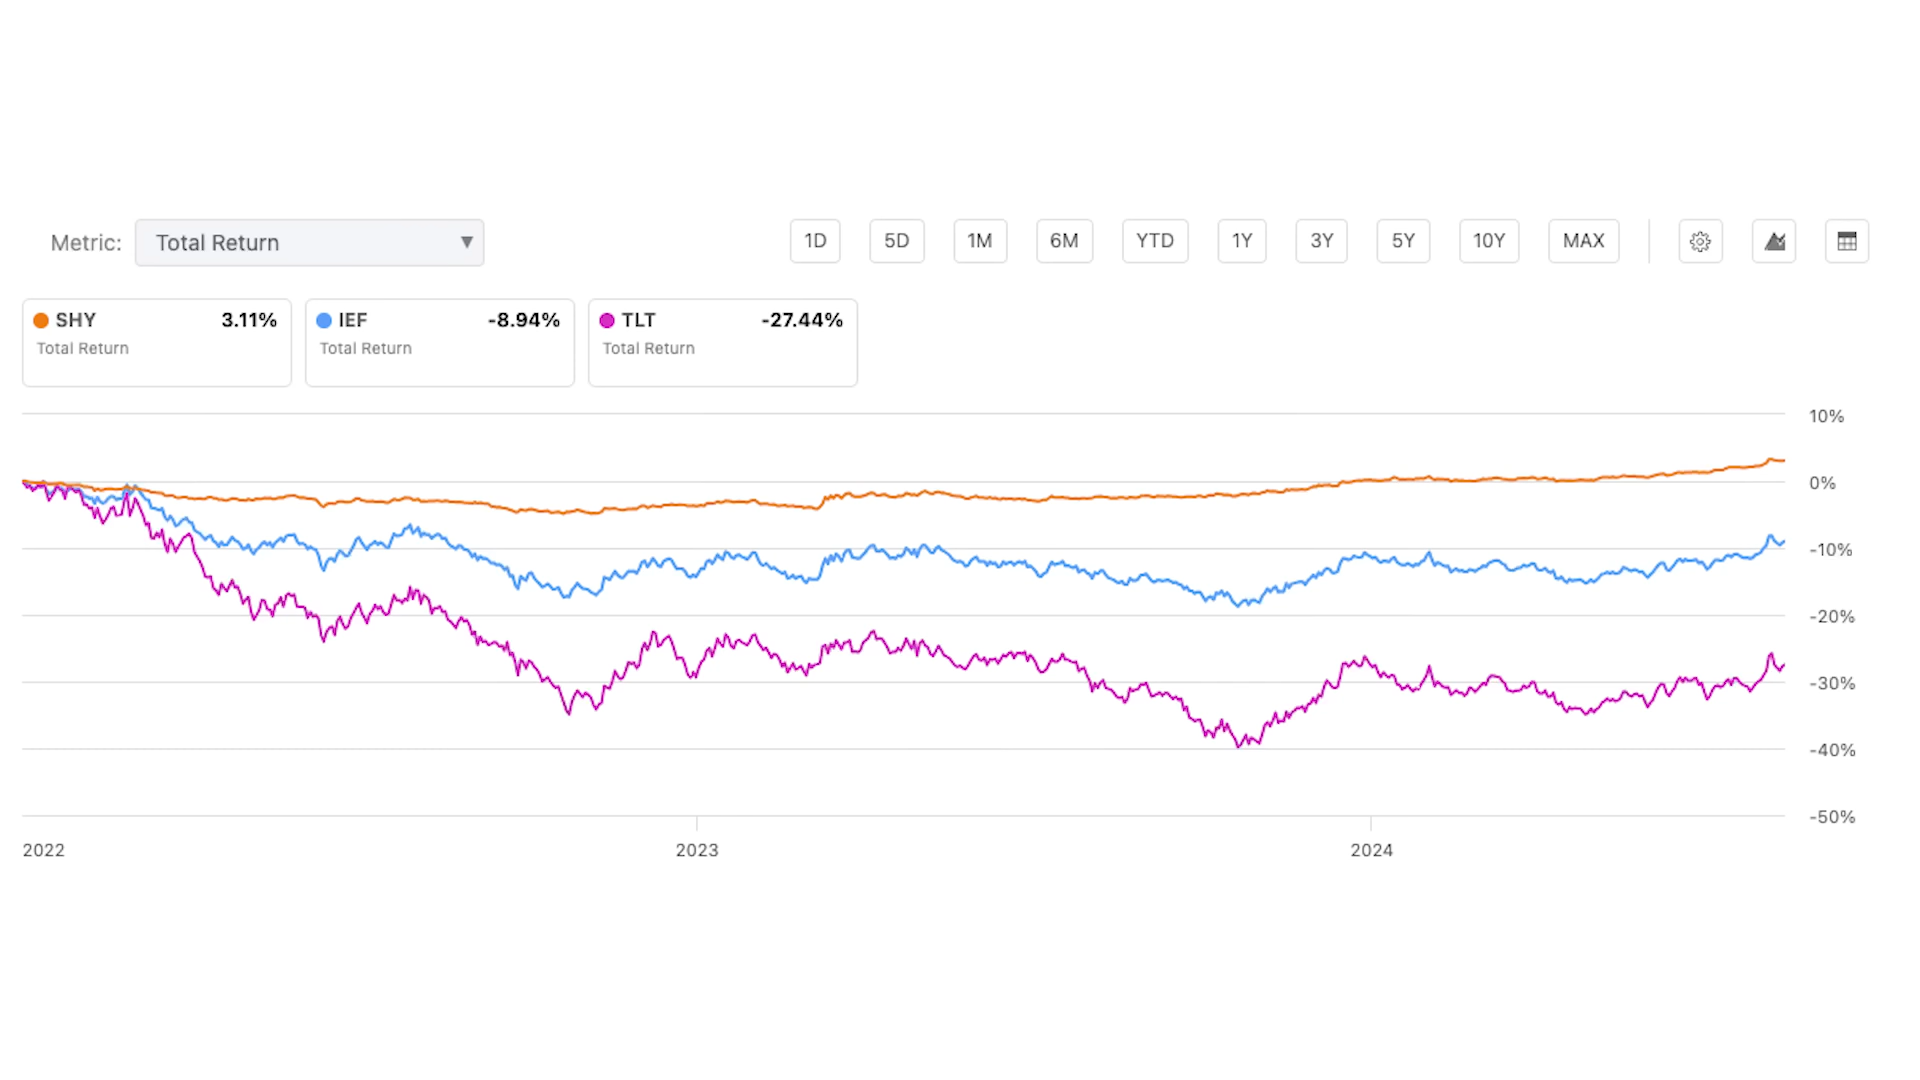 Metric: Total Return ▼ 1D 5D 1M 6M YTD 1Y 3Y 5Y 10Y MAX
SHY 3.11% IEF -8.94% TLT -27.44%
Total Return Total Return Total Return
10%
0%
-10%
-20%
-30%
-40%
-50%
2022 2023 2024